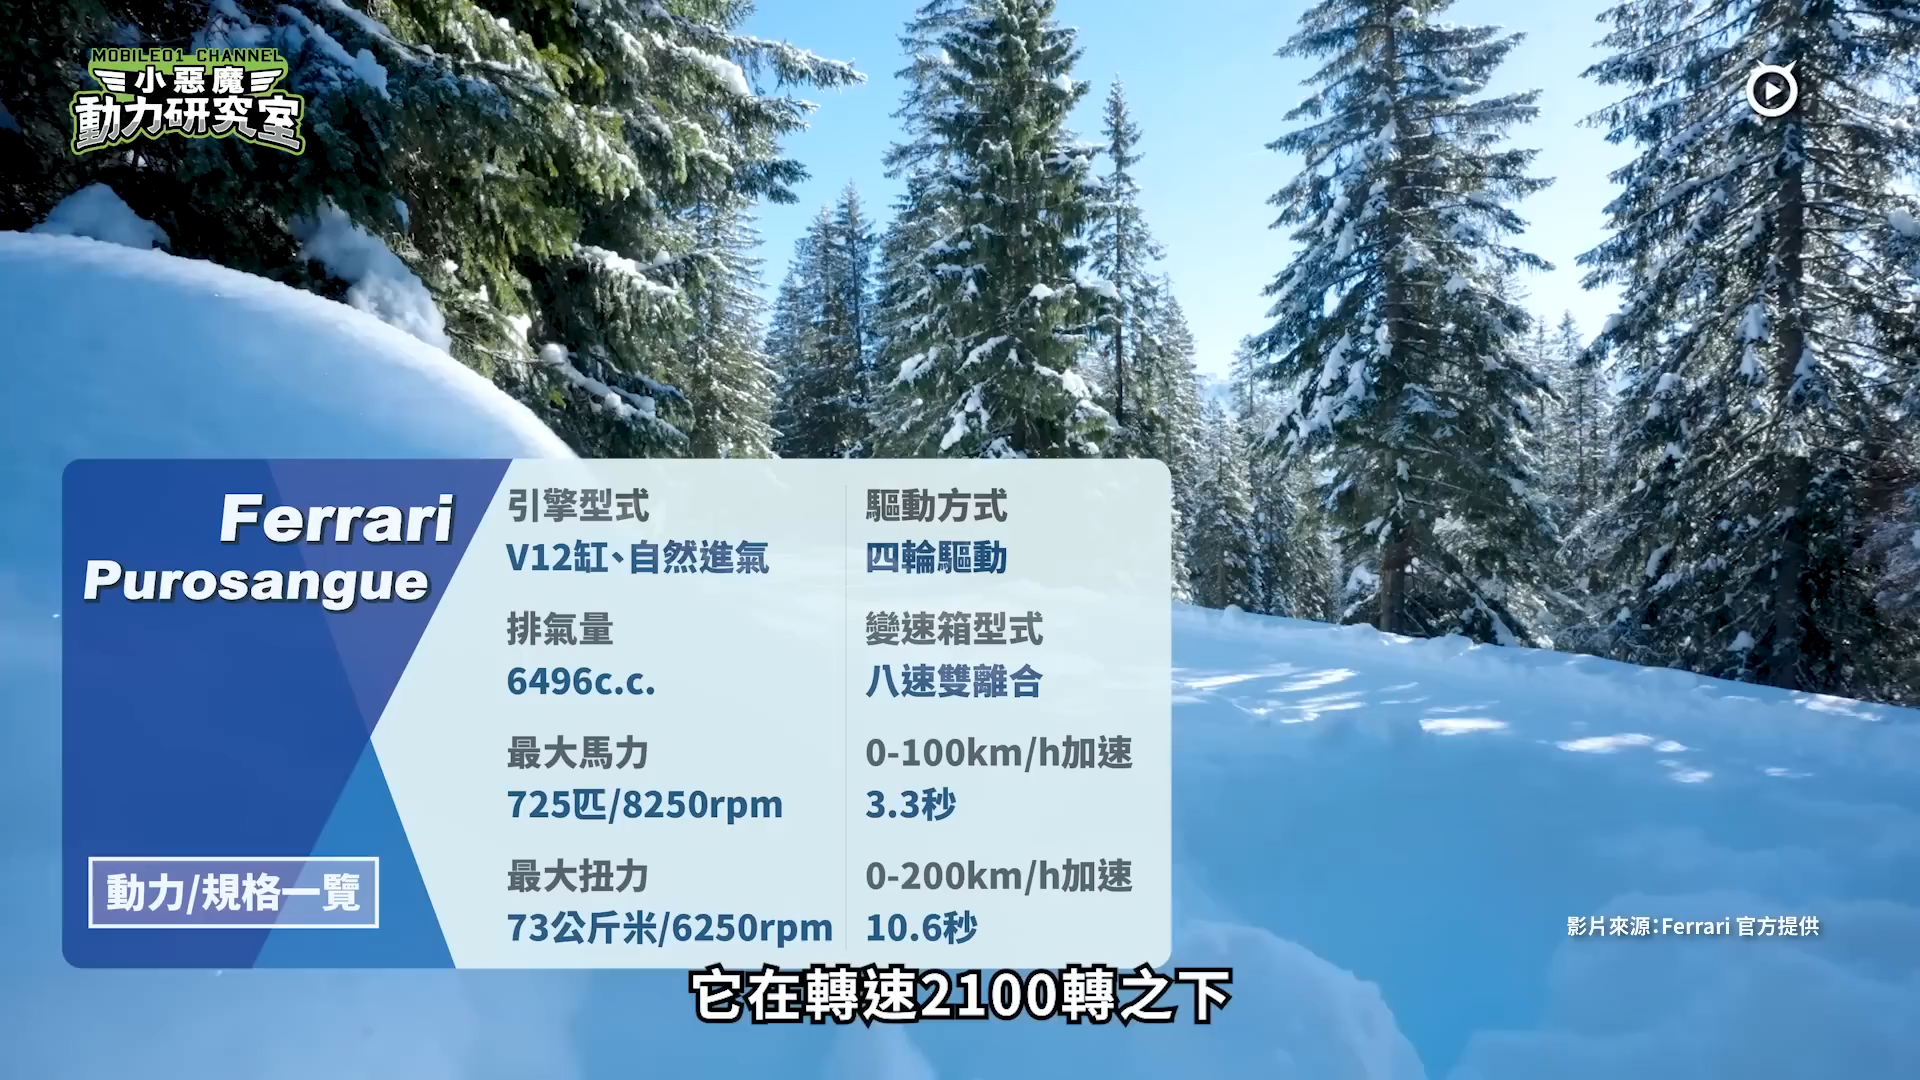 MOBILE01 CHANNEL
小惡魔
動力研究室
Ferrari
Purosangue
動力/規格一覽
引擎型式
V12缸、自然進氣
排氣量
6496c.c.
最大馬力
725匹/8250rpm
最大扭力
73公斤米/6250rpm
驅動方式
四輪驅動
變速箱型式
八速雙離合
0-100km/h加速
3.3秒
0-200km/h加速
10.6秒
影片來源:Ferrari 官方提供
它在轉速2100轉之下